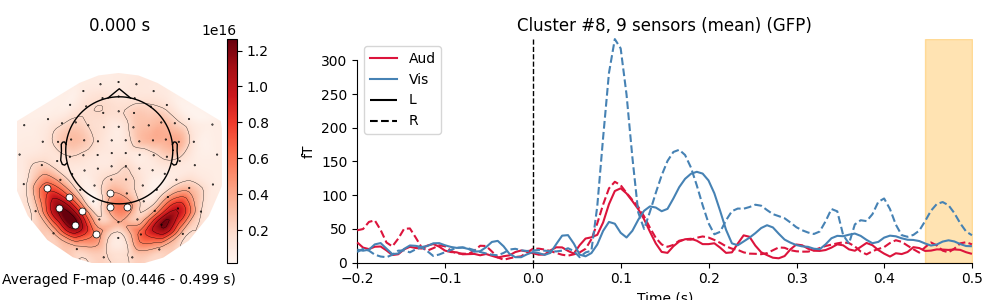 0.000 s
1e16
1.2
1.0
0.8
0.6
0.4
0.2
Averaged F-map (0.446 - 0.499 s)
Cluster #8, 9 sensors (mean) (GFP)
Aud
Vis
L
R
fT
300
250
200
150
100
50
0
−0.2 −0.1 0.0 0.1 0.2 0.3 0.4 0.5
Time (s)